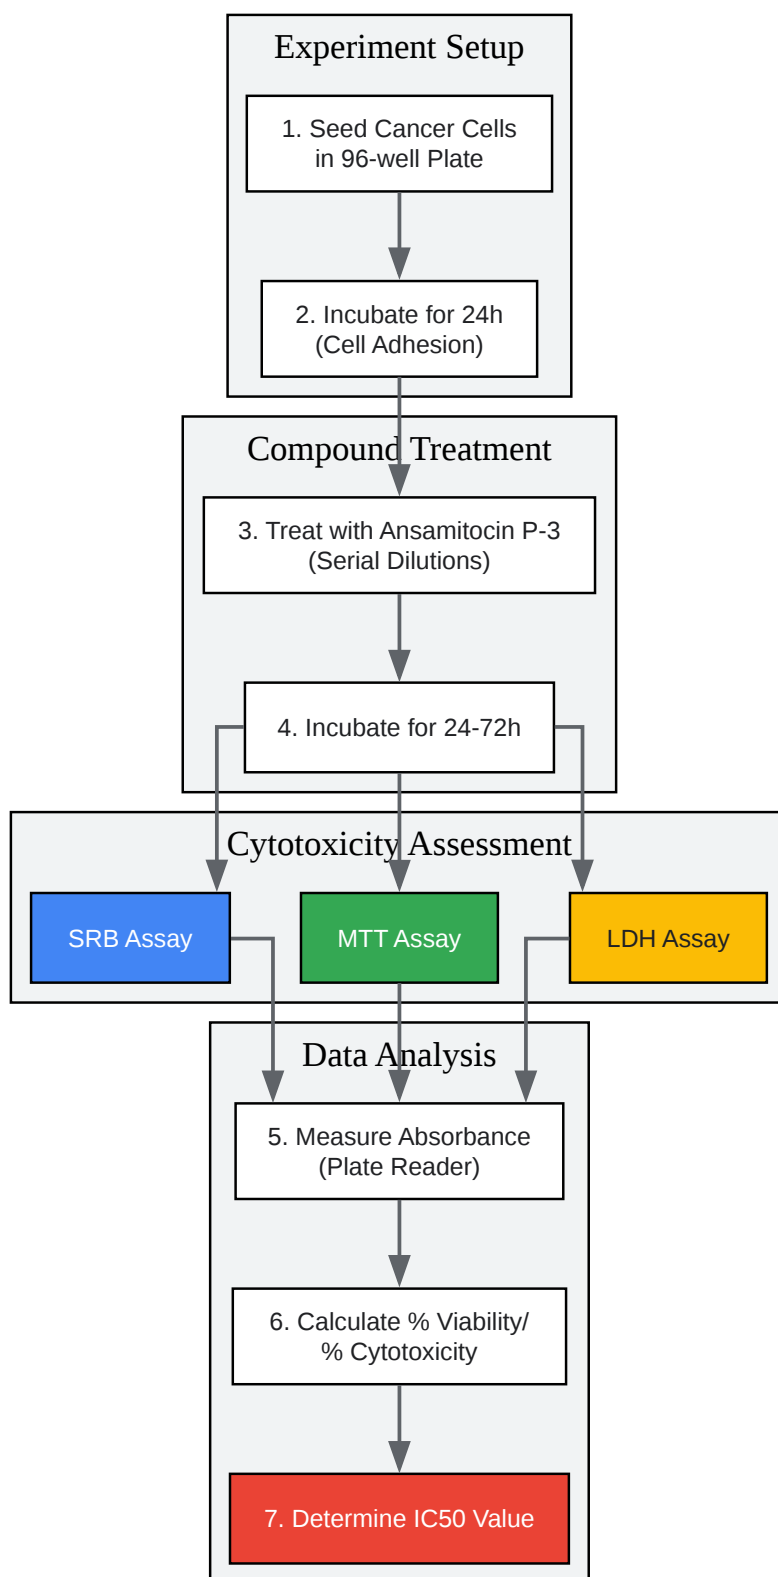 Experiment Setup
1. Seed Cancer Cells
in 96-well Plate
2. Incubate for 24h
(Cell Adhesion)
Compound Treatment
3. Treat with Ansamitocin P-3
(Serial Dilutions)
4. Incubate for 24-72h
Cytotoxicity Assessment
SRB Assay
MTT Assay
LDH Assay
Data Analysis
5. Measure Absorbance
(Plate Reader)
6. Calculate % Viability/
% Cytotoxicity
7. Determine IC50 Value